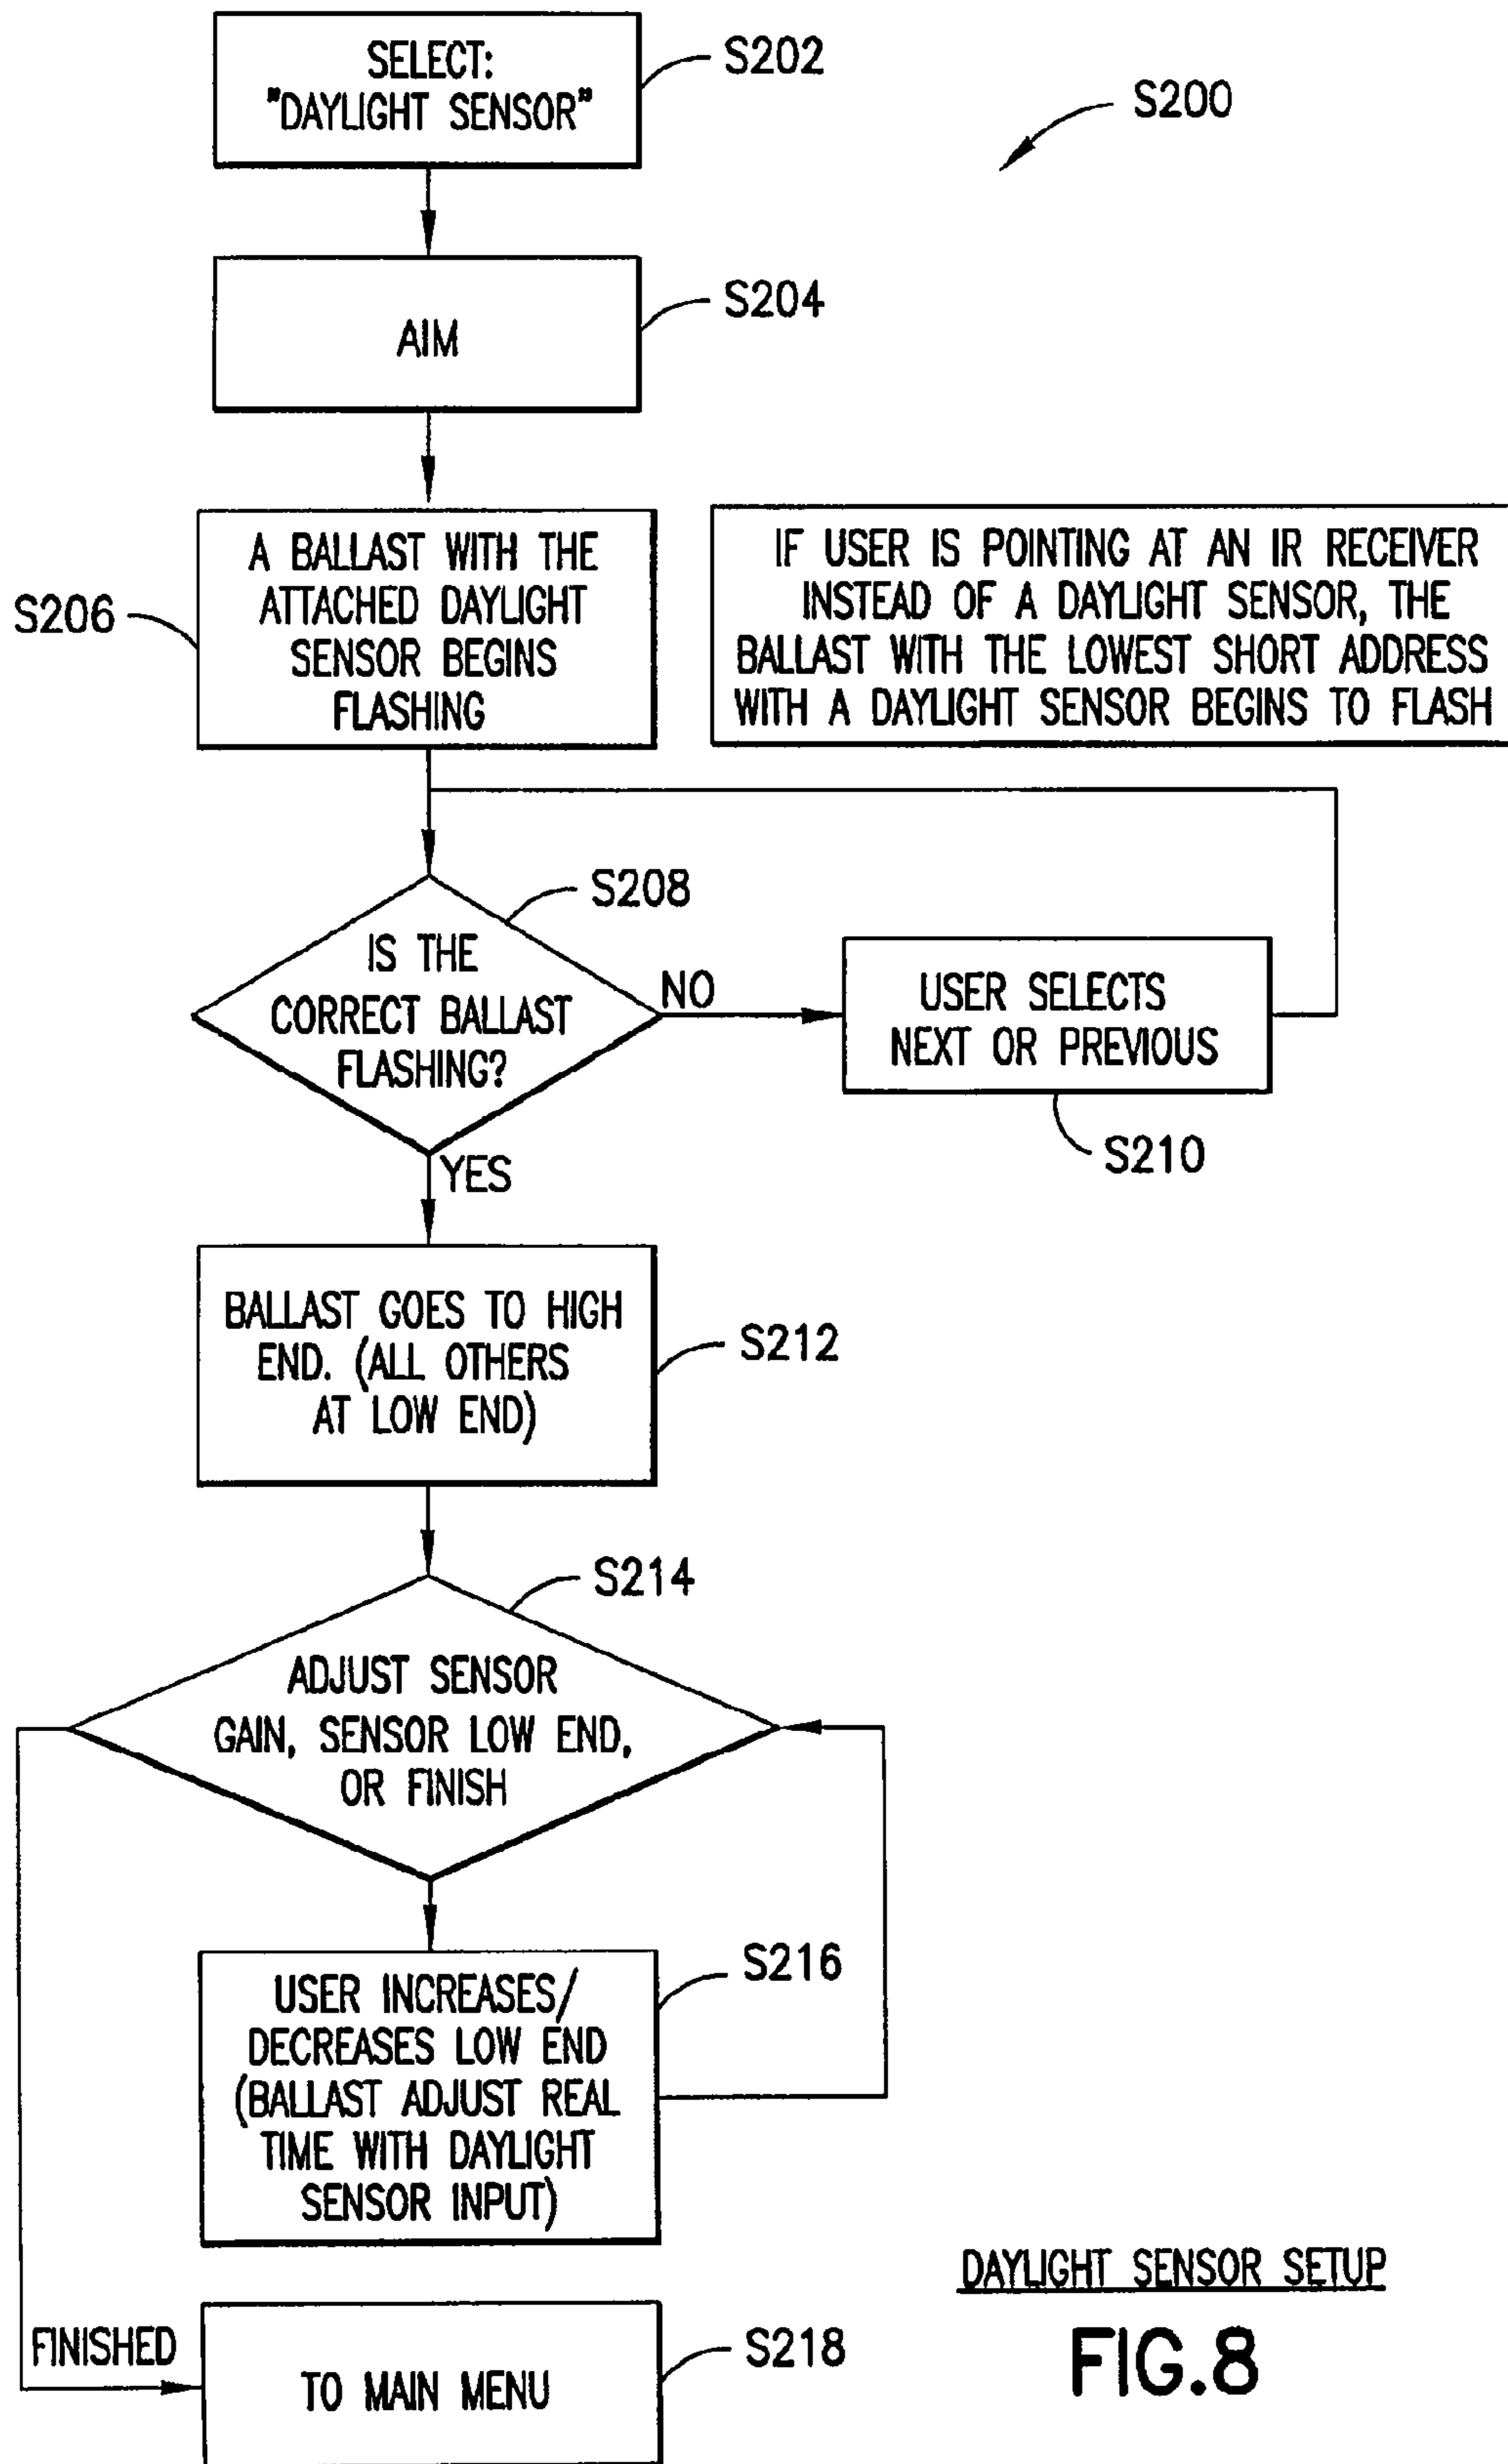 SELECT:
"DAYLIGHT SENSOR"
S202
S200
AIM
S204
A BALLAST WITH THE
ATTACHED DAYLIGHT
SENSOR BEGINS
FLASHING
S206
IF USER IS POINTING AT AN IR RECEIVER
INSTEAD OF A DAYLIGHT SENSOR, THE
BALLAST WITH THE LOWEST SHORT ADDRESS
WITH A DAYLIGHT SENSOR BEGINS TO FLASH
S208
IS THE
CORRECT BALLAST
FLASHING?
NO
USER SELECTS
NEXT OR PREVIOUS
S210
YES
BALLAST GOES TO HIGH
END. (ALL OTHERS
AT LOW END)
S212
S214
ADJUST SENSOR
GAIN, SENSOR LOW END,
OR FINISH
S216
USER INCREASES/
DECREASES LOW END
(BALLAST ADJUST REAL
TIME WITH DAYLIGHT
SENSOR INPUT)
FINISHED
TO MAIN MENU
S218
DAYLIGHT SENSOR SETUP
FIG.8